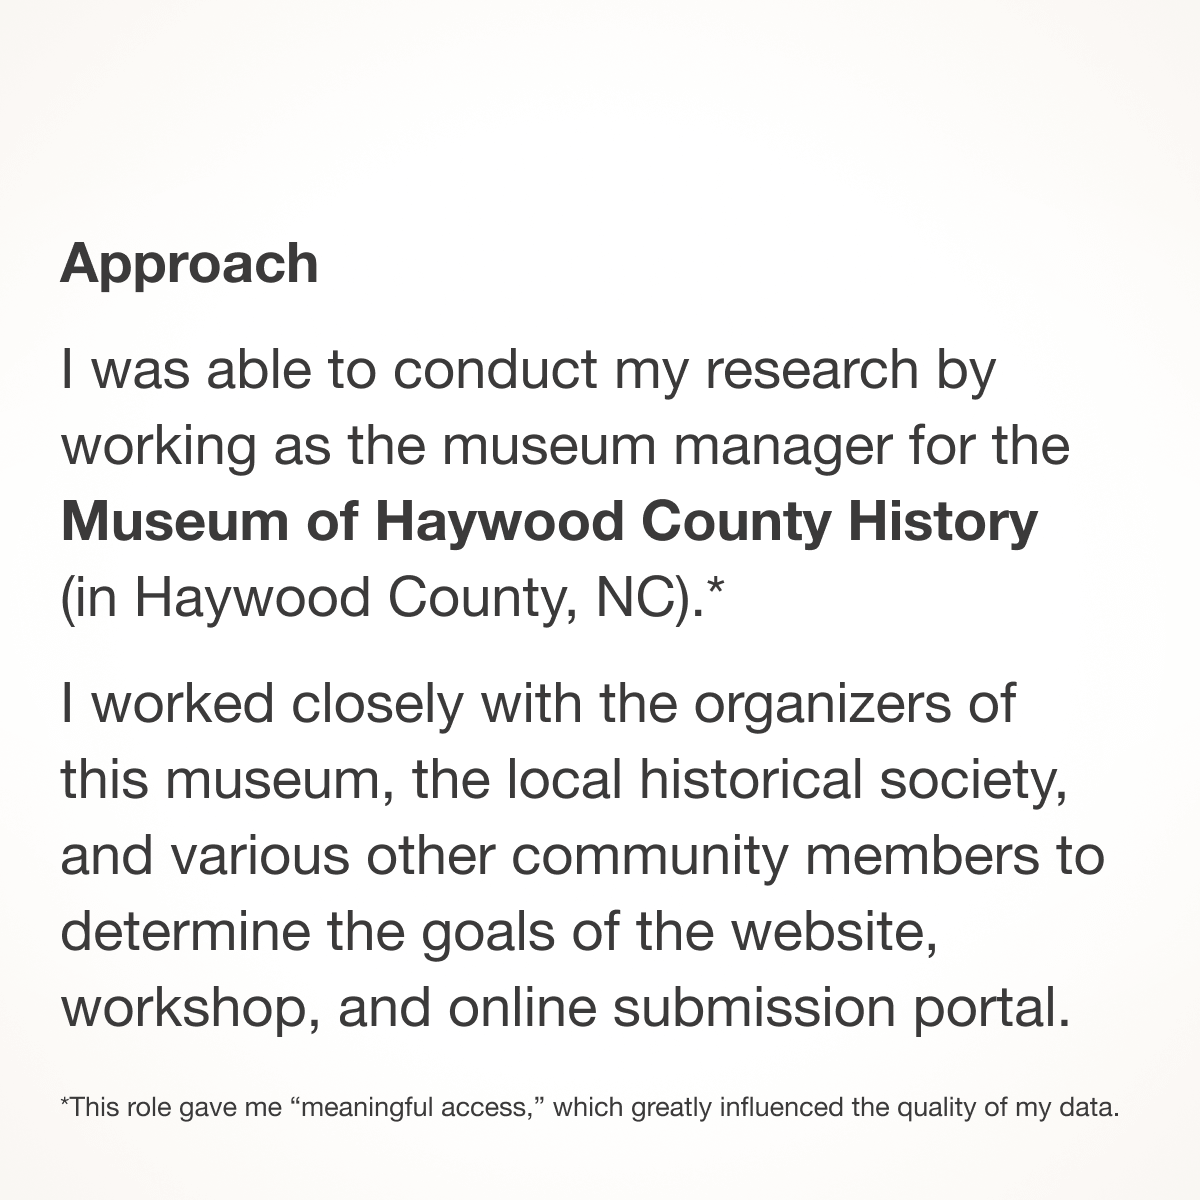 Approach
I was able to conduct my research by
working as the museum manager for the
Museum of Haywood County History
(in Haywood County, NC).*
I worked closely with the organizers of
this museum, the local historical society,
and various other community members to
determine the goals of the website,
workshop, and online submission portal.
*This role gave me “meaningful access,” which greatly influenced the quality of my data.